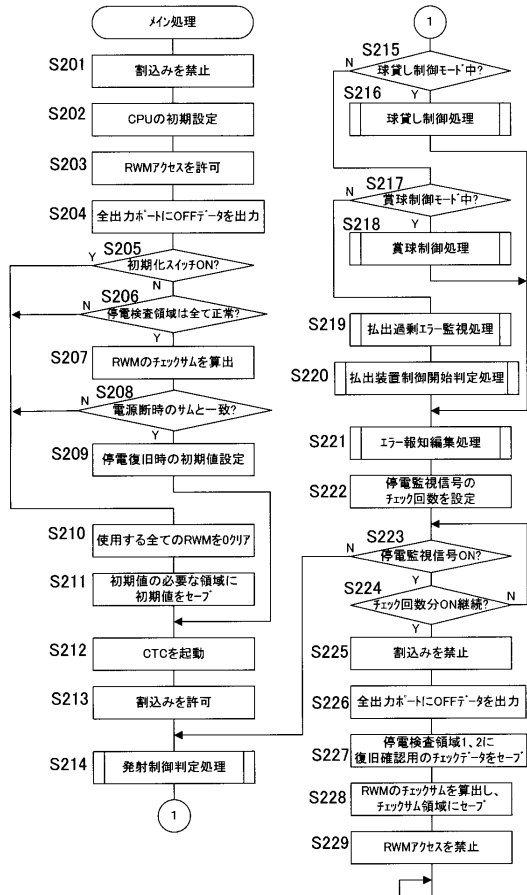 メイン処理
S201
割込みを禁止
S202
CPUの初期設定
S203
RWMアクセスを許可
S204
全出力ポートにOFFデータを出力
S205
Y
初期化スイッチON?
N
S206
N
停電検査領域は全て正常?
Y
S207
RWMのチェックサムを算出
S208
N
電源断時のサムと一致?
Y
S209
停電復旧時の初期値設定
S210
使用する全てのRWMを0クリア
S211
初期値の必要な領域に
初期値をセーブ
S212
CTCを起動
S213
割込みを許可
S214
発射制御判定処理
1
1
S215
N
球貸し制御モード中?
Y
S216
球貸し制御処理
S217
N
賞球制御モード中?
Y
S218
賞球制御処理
S219
払出過剰エラー監視処理
S220
払出装置制御開始判定処理
S221
エラー報知編集処理
S222
停電監視信号の
チェック回数を設定
S223
N
停電監視信号ON?
Y
S224
チェック回数分ON継続?
N
Y
S225
割込みを禁止
S226
全出力ポートにOFFデータを出力
S227
停電検査領域1、2に
復旧確認用のチェックデータをセーブ
S228
RWMのチェックサムを算出し、
チェックサム領域にセーブ
S229
RWMアクセスを禁止